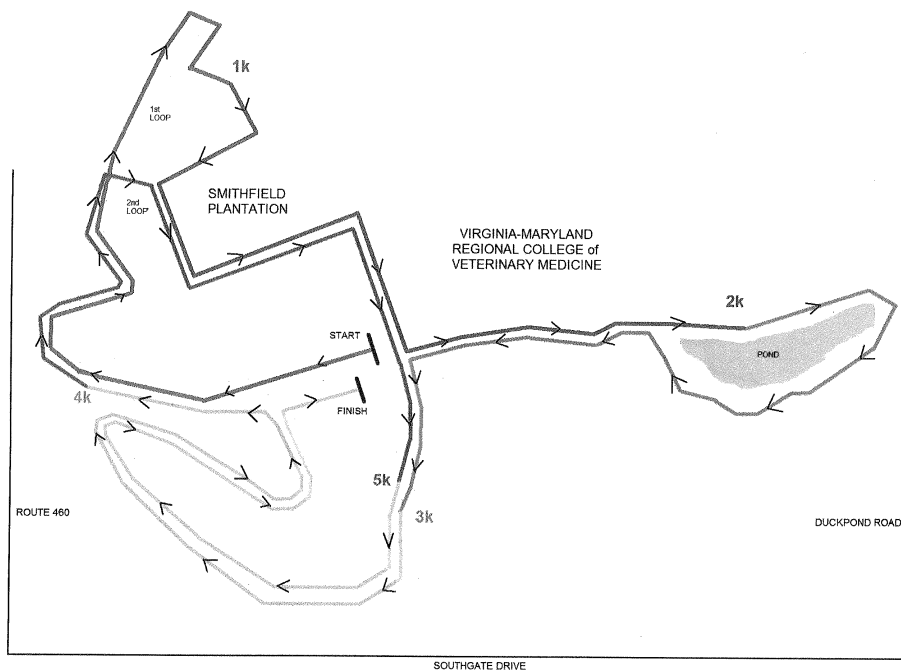 1k
1st
LOOP
SMITHFIELD
PLANTATION
2nd
LOOP
VIRGINIA-MARYLAND
REGIONAL COLLEGE of
VETERINARY MEDICINE
2k
START
POND
4k
FINISH
5k
3k
ROUTE 460
DUCKPOND ROAD
SOUTHGATE DRIVE